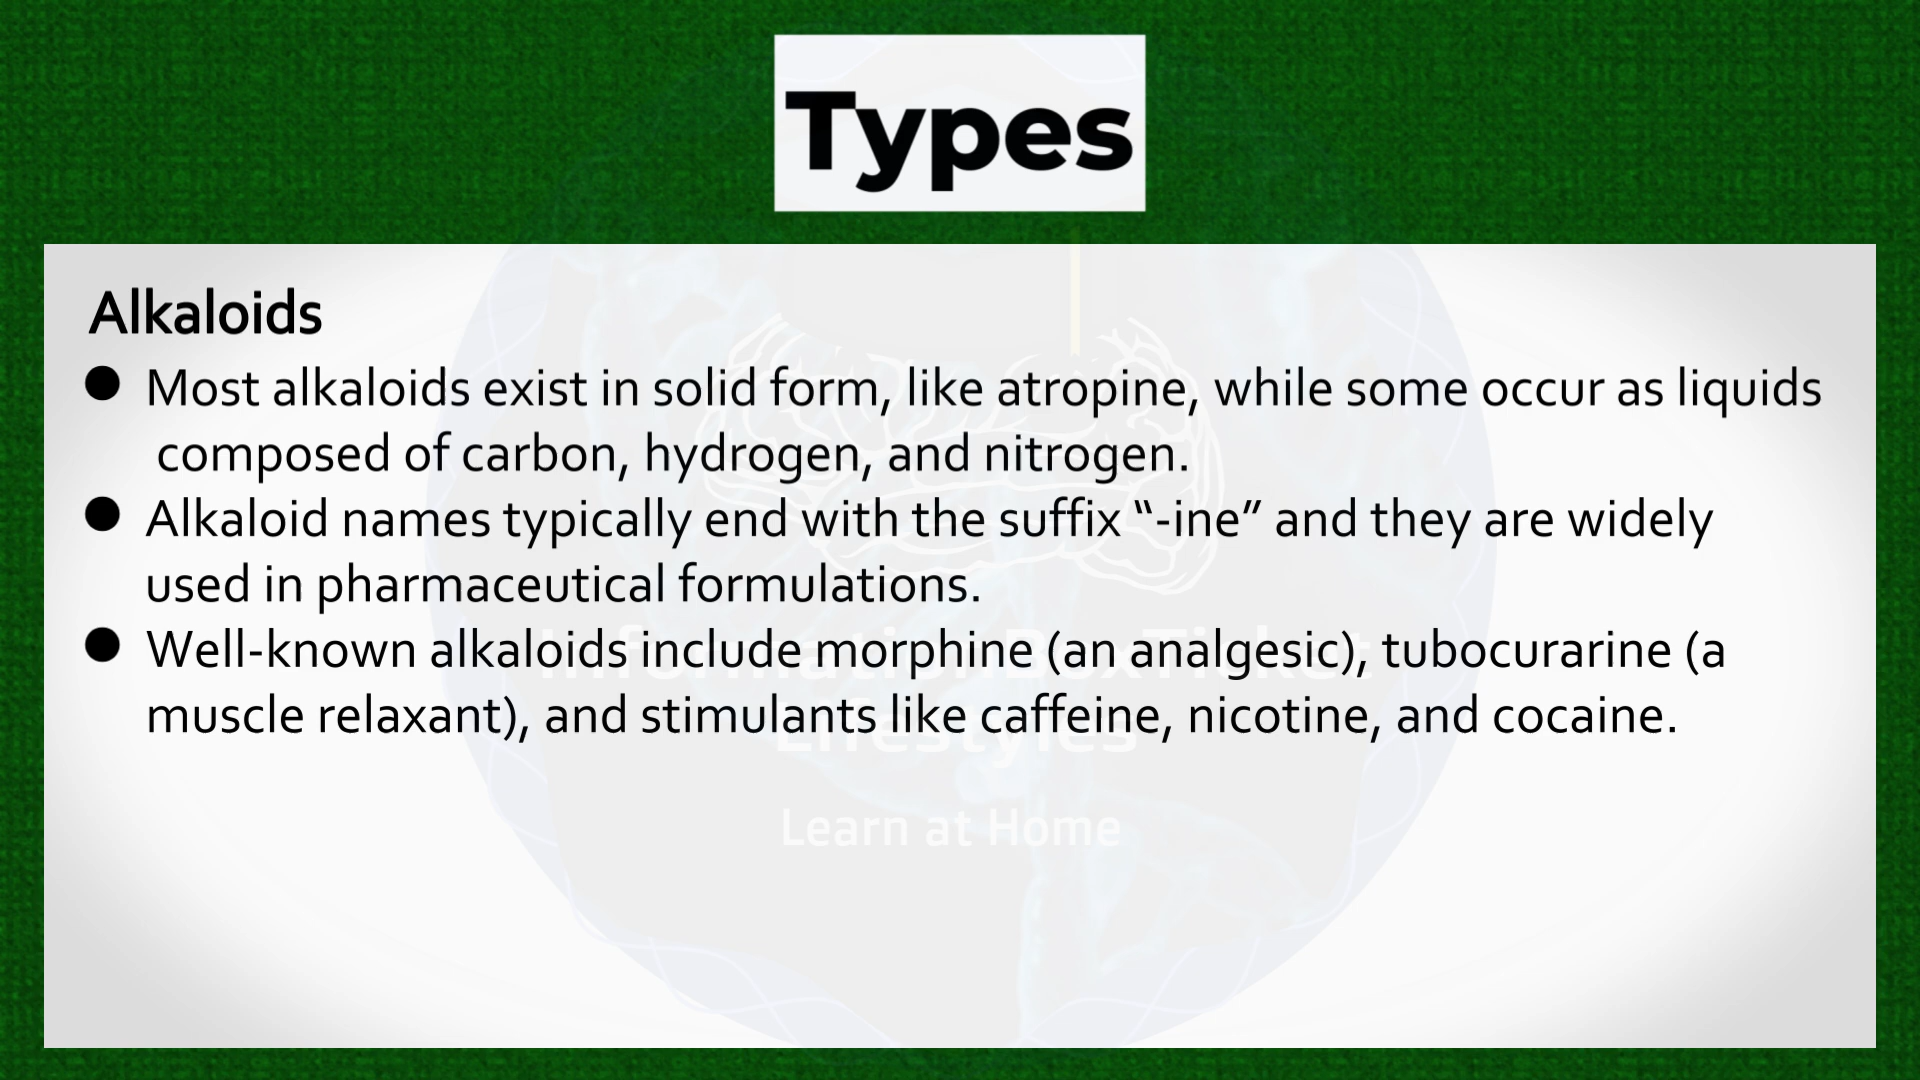 Types
Alkaloids
● Most alkaloids exist in solid form, like atropine, while some occur as liquids
composed of carbon, hydrogen, and nitrogen.
● Alkaloid names typically end with the suffix “-ine” and they are widely
used in pharmaceutical formulations.
● Well-known alkaloids include morphine (an analgesic), tubocurarine (a
muscle relaxant), and stimulants like caffeine, nicotine, and cocaine.
Lifestyles
Learn at Home